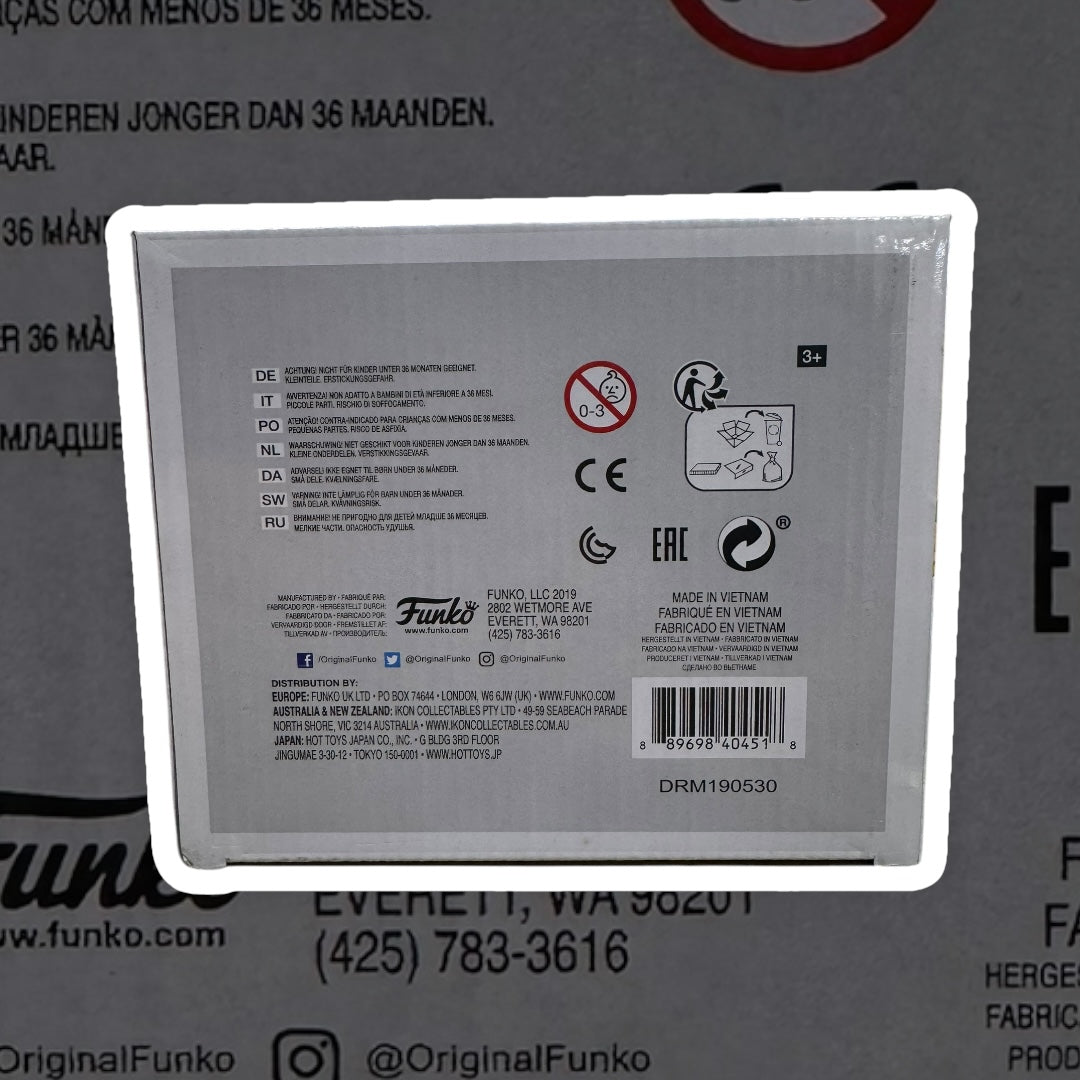 ÇAS COM MENOS DE 36 MESES.
INDEREN JONGER DAN 36 MAANDEN.
AAR.
36 MÅN
R 36 MÅ
МЛАДШЕ
3+
DE ACHTUNG! NICHT FÜR KINDER UNTER 36 MONATEN GEEIGNET.
KLEINTEILE. ERSTICKUNGSGEFAHR.
IT AVVERTENZA! NON ADATTO A BAMBINI DI ETÀ INFERIORE A 36 MESI.
PICCOLE PARTI. RISCHIO DI SOFFOCAMENTO.
PO ATENÇÃO! CONTRA-INDICADO PARA CRIANÇAS COM MENOS DE 36 MESES.
PEQUENAS PARTES. RISCO DE ASFIXIA.
NL WAARSCHUWING! NIET GESCHIKT VOOR KINDEREN JONGER DAN 36 MAANDEN.
KLEINE ONDERDELEN. VERSTIKKINGSGEVAAR.
DA ADVARSEL! IKKE EGNET TIL BØRN UNDER 36 MÅNEDER.
SMÅ DELE. KVÆLNINGSFARE.
SW VARNING! INTE LÄMPLIG FÖR BARN UNDER 36 MÅNADER.
SMÅ DELAR. KVÄVNINGSRISK.
RU ВНИМАНИЕ! НЕ ПРИГОДНО ДЛЯ ДЕТЕЙ МЛАДШЕ 36 МЕСЯЦЕВ.
МЕЛКИЕ ЧАСТИ. ОПАСНОСТЬ УДУШЬЯ.
0-3
CE
EAC
®
MANUFACTURED BY • FABRIQUÉ PAR:
FABRICADO POR • HERGESTELLT DURCH:
FABBRICATO DA • FABRICADO POR:
VERVAARDIGD DOOR • FREMSTILLET AF:
TILLVERKAD AV • ПРОИЗВОДИТЕЛЬ:
Funko
www.funko.com
FUNKO, LLC 2019
2802 WETMORE AVE
EVERETT, WA 98201
(425) 783-3616
/OriginalFunko @OriginalFunko @OriginalFunko
MADE IN VIETNAM
FABRIQUÉ EN VIETNAM
FABRICADO EN VIETNAM
HERGESTELLT IN VIETNAM • FABBRICATO IN VIETNAM
FABRICADO NA VIETNAM • VERVAARDIGD IN VIETNAM
PRODUCERET I VIETNAM • TILLVERKAD I VIETNAM
СДЕЛАНО ВО ВЬЕТНАМЕ
DISTRIBUTION BY:
EUROPE: FUNKO UK LTD • PO BOX 74644 • LONDON, W6 6JW (UK) • WWW.FUNKO.COM
AUSTRALIA & NEW ZEALAND: iKON COLLECTABLES PTY LTD • 49-59 SEABEACH PARADE
NORTH SHORE, VIC 3214 AUSTRALIA • WWW.IKONCOLLECTABLES.COM.AU
JAPAN: HOT TOYS JAPAN CO., INC. • G BLDG 3RD FLOOR
JINGUMAE 3-30-12 • TOKYO 150-0001 • WWW.HOTTOYS.JP
8 89698 40451 8
DRM190530
unko
w.funko.com
EVERETT, WA 98201
(425) 783-3616
OriginalFunko @OriginalFunko
E
F
FA
HERGES
FABRIC
PROD